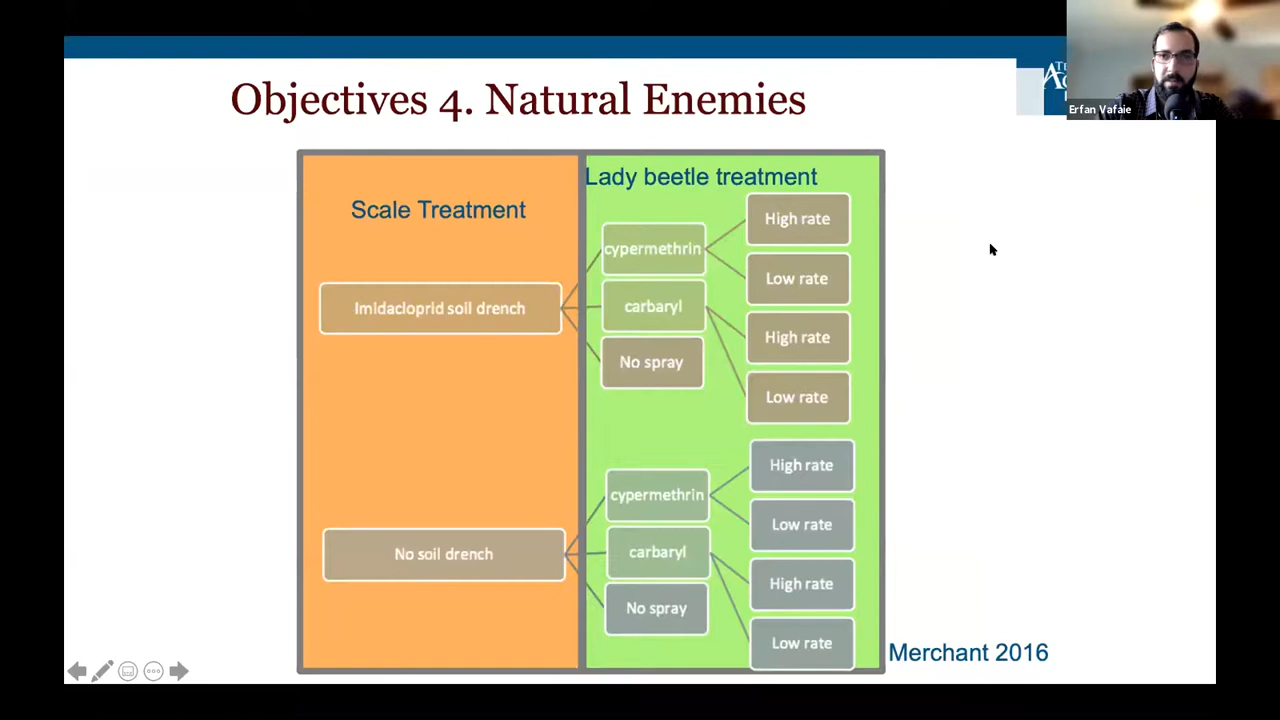 Objectives 4. Natural Enemies
Erfan Vafaie
Scale Treatment
Lady beetle treatment
Imidacloprid soil drench
cypermethrin
High rate
Low rate
carbaryl
High rate
Low rate
No spray
No soil drench
cypermethrin
High rate
Low rate
carbaryl
High rate
Low rate
No spray
Merchant 2016